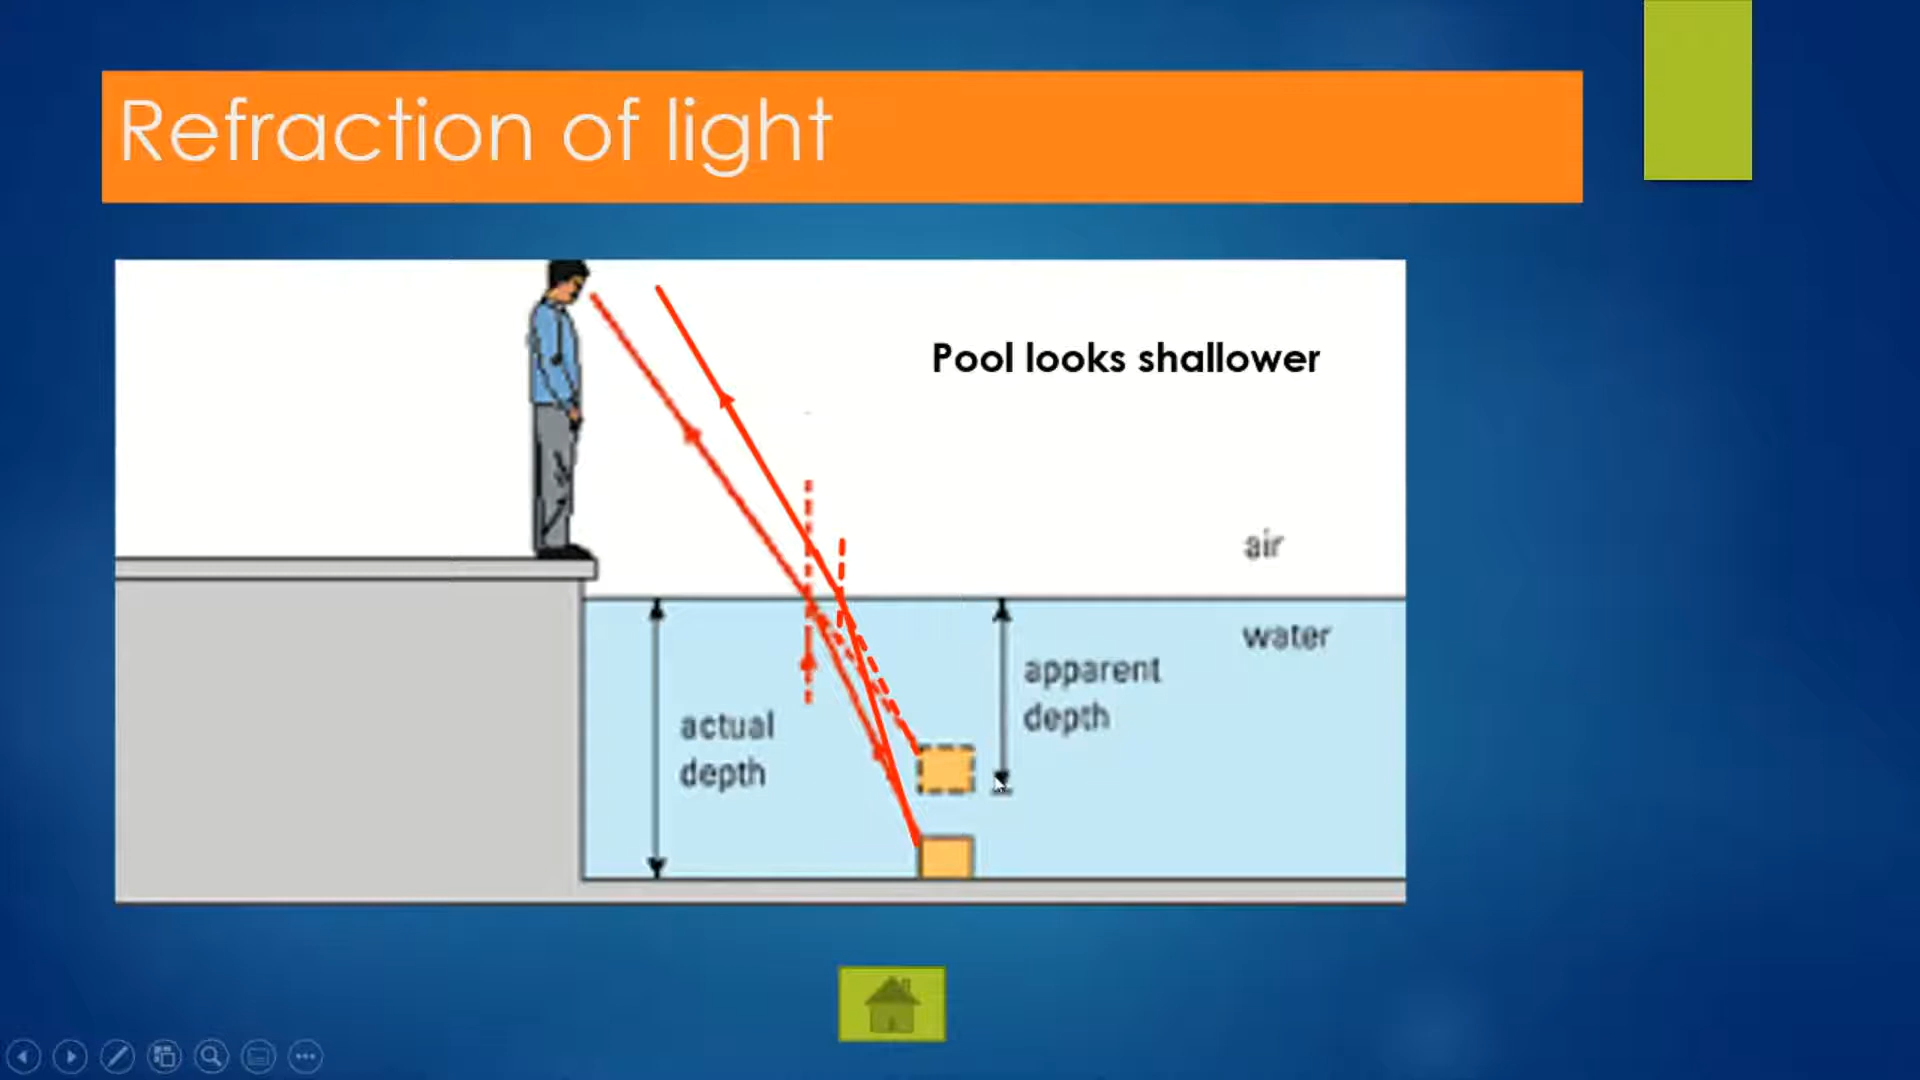 Refraction of light
Pool looks shallower
air
water
apparent
depth
actual
depth